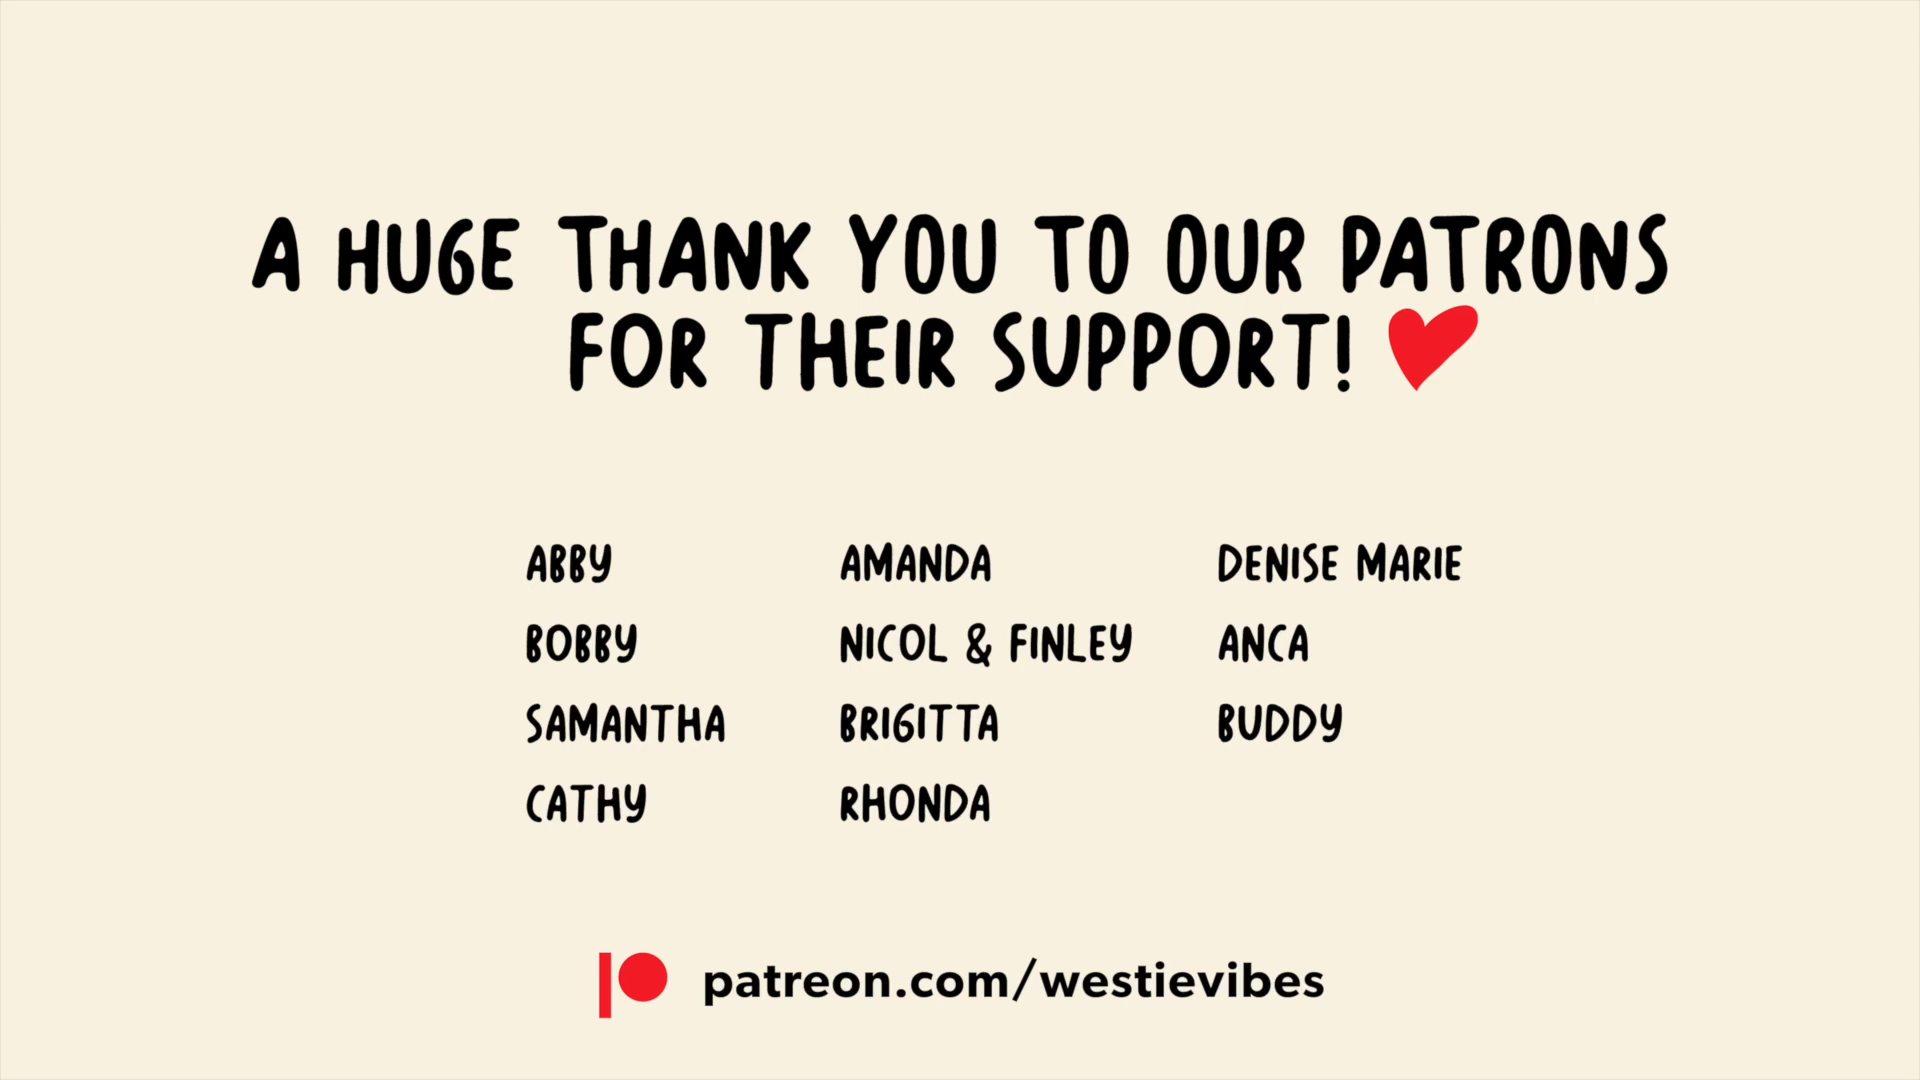 A HUGE THANK YOU TO OUR PATRONS
FOR THEIR SUPPORT!
ABBY
BOBBY
SAMANTHA
CATHY
AMANDA
NICOL & FINLEY
BRIGITTA
RHONDA
DENISE MARIE
ANCA
BUDDY
patreon.com/westievibes